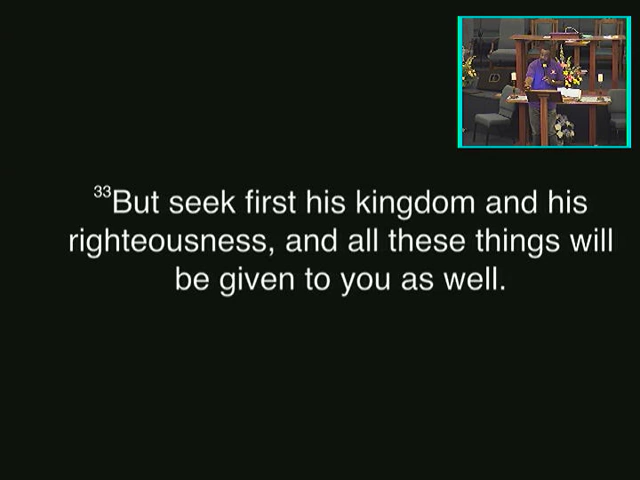 33But seek first his kingdom and his
righteousness, and all these things will
be given to you as well.